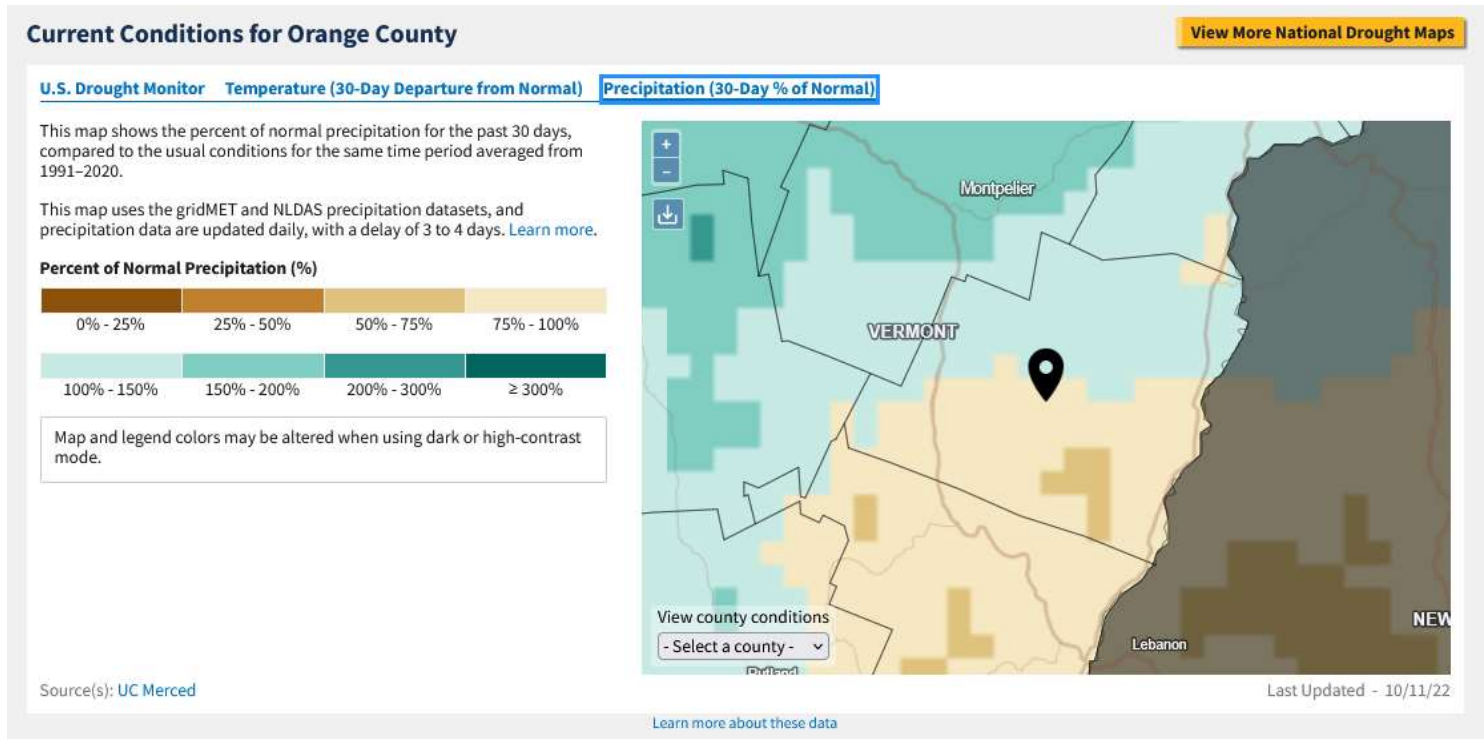 Current Conditions for Orange County
View More National Drought Maps
U.S. Drought Monitor Temperature (30-Day Departure from Normal) Precipitation (30-Day % of Normal)
This map shows the percent of normal precipitation for the past 30 days,
compared to the usual conditions for the same time period averaged from
1991–2020.
This map uses the gridMET and NLDAS precipitation datasets, and
precipitation data are updated daily, with a delay of 3 to 4 days. Learn more.
Percent of Normal Precipitation (%)
0% - 25% 25% - 50% 50% - 75% 75% - 100%
100% - 150% 150% - 200% 200% - 300% ≥ 300%
Map and legend colors may be altered when using dark or high-contrast
mode.
+
−
Montpelier
VERMONT
NEW
Lebanon
View county conditions
- Select a county -
Rutland
Source(s): UC Merced
Last Updated - 10/11/22
Learn more about these data